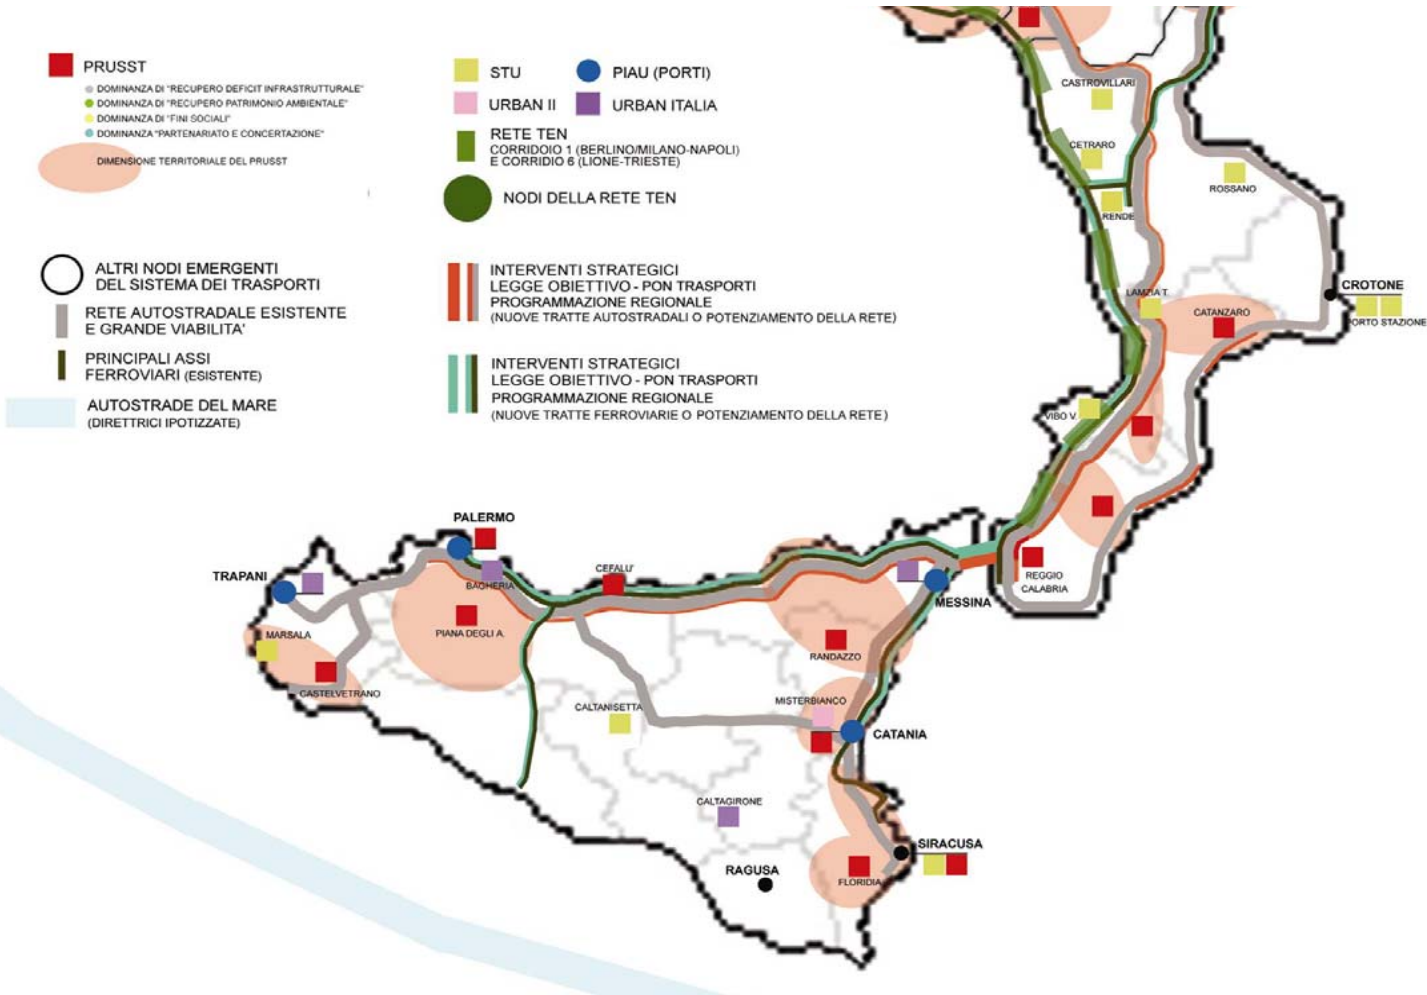 PRUSST
DOMINANZA DI "RECUPERO DEFICIT INFRASTRUTTURALE"
DOMINANZA DI "RECUPERO PATRIMONIO AMBIENTALE"
DOMINANZA DI "FINI SOCIALI"
DOMINANZA "PARTENARIATO E CONCERTAZIONE"
DIMENSIONE TERRITORIALE DEL PRUSST
STU
PIAU (PORTI)
URBAN II
URBAN ITALIA
RETE TEN
CORRIDOIO 1 (BERLINO/MILANO-NAPOLI)
E CORRIDIO 6 (LIONE-TRIESTE)
NODI DELLA RETE TEN
ALTRI NODI EMERGENTI
DEL SISTEMA DEI TRASPORTI
RETE AUTOSTRADALE ESISTENTE
E GRANDE VIABILITA'
PRINCIPALI ASSI
FERROVIARI (ESISTENTE)
AUTOSTRADE DEL MARE
(DIRETTRICI IPOTIZZATE)
INTERVENTI STRATEGICI
LEGGE OBIETTIVO - PON TRASPORTI
PROGRAMMAZIONE REGIONALE
(NUOVE TRATTE AUTOSTRADALI O POTENZIAMENTO DELLA RETE)
INTERVENTI STRATEGICI
LEGGE OBIETTIVO - PON TRASPORTI
PROGRAMMAZIONE REGIONALE
(NUOVE TRATTE FERROVIARIE O POTENZIAMENTO DELLA RETE)
CASTROVILLARI
CETRARO
ROSSANO
RENDE
LAMZIA T.
CROTONE
CATANZARO
PORTO STAZIONE
VIBO V.
PALERMO
TRAPANI
BAGHERIA
CEFALU'
REGGIO
CALABRIA
MESSINA
MARSALA
PIANA DEGLI A.
RANDAZZO
CASTELVETRANO
CALTANISETTA
MISTERBIANCO
CATANIA
CALTAGIRONE
SIRACUSA
RAGUSA
FLORIDIA